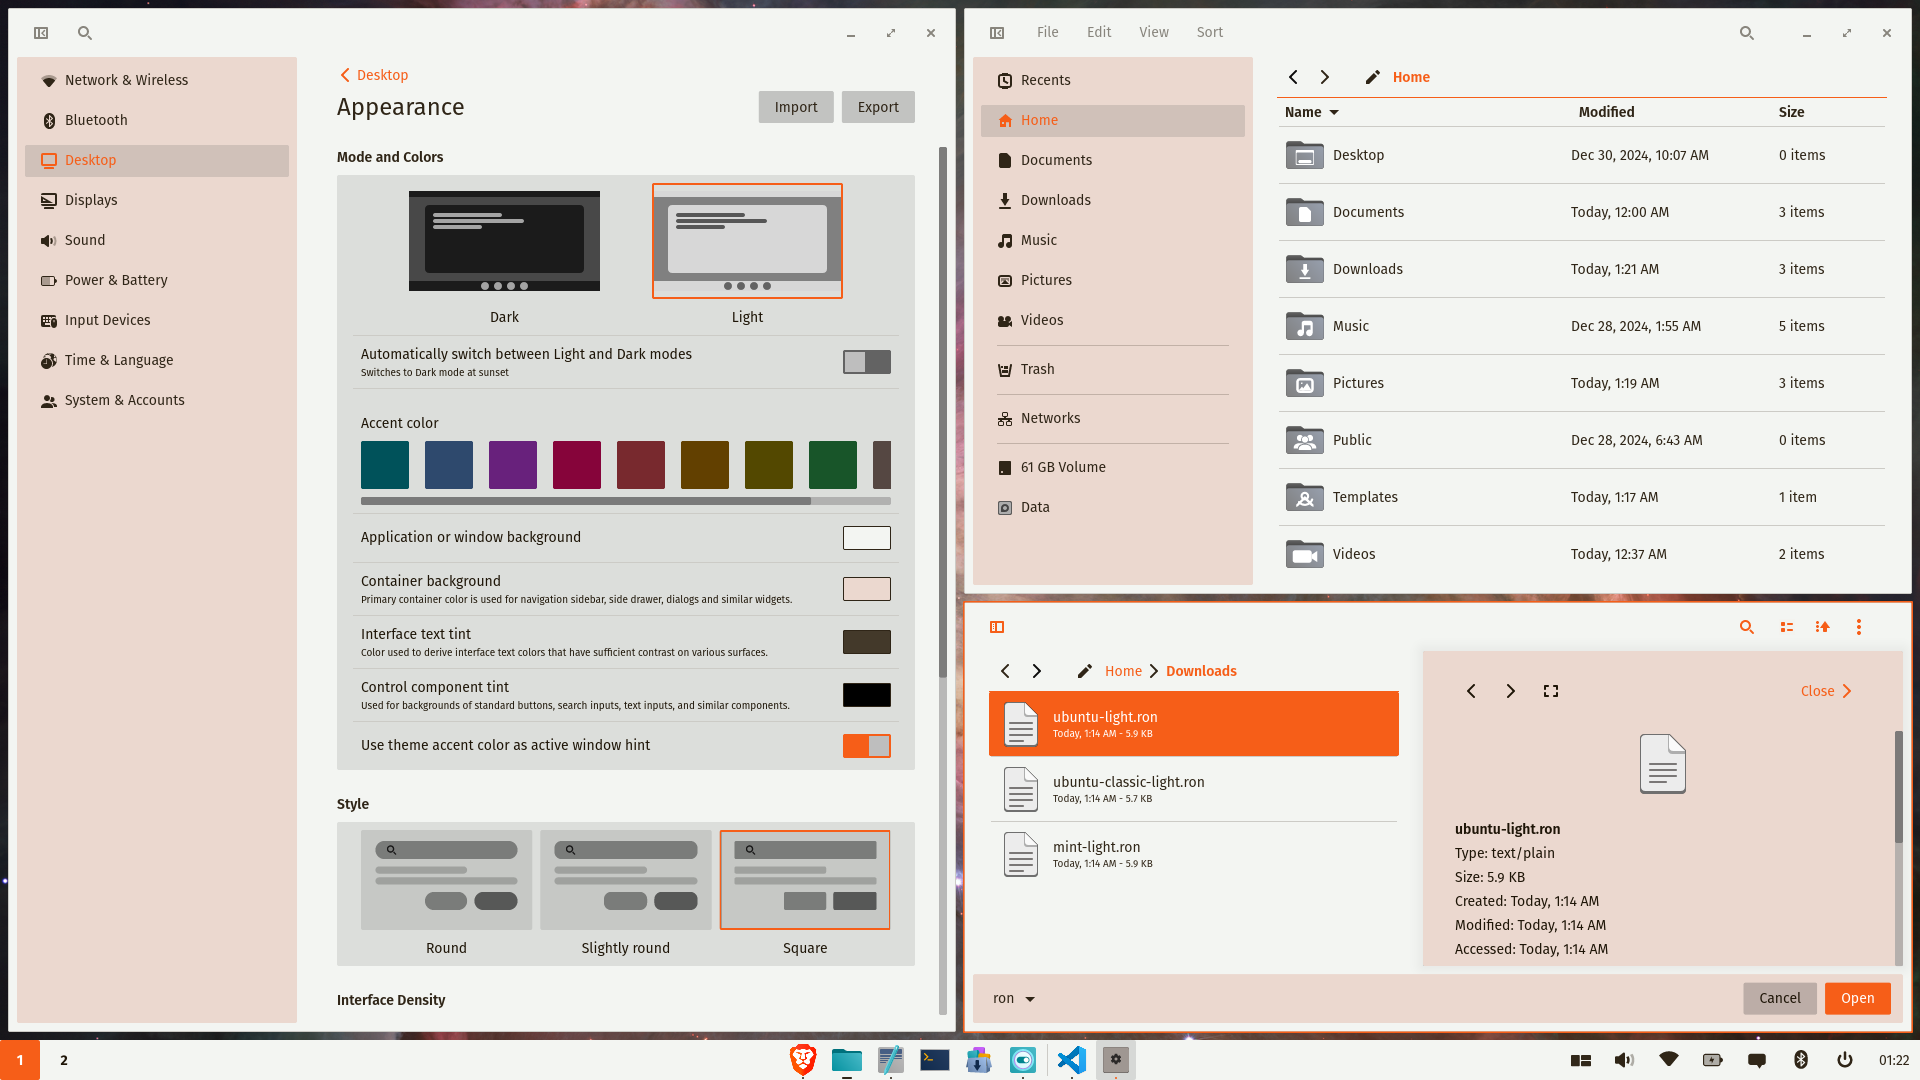 Network & Wireless
Bluetooth
Desktop
Displays
Sound
Power & Battery
Input Devices
Time & Language
System & Accounts
Desktop
Appearance
Import
Export
Mode and Colors
Dark
Light
Automatically switch between Light and Dark modes
Switches to Dark mode at sunset
Accent color
Application or window background
Container background
Primary container color is used for navigation sidebar, side drawer, dialogs and similar widgets.
Interface text tint
Color used to derive interface text colors that have sufficient contrast on various surfaces.
Control component tint
Used for backgrounds of standard buttons, search inputs, text inputs, and similar components.
Use theme accent color as active window hint
Style
Round
Slightly round
Square
Interface Density
File Edit View Sort
Recents
Home
Documents
Downloads
Music
Pictures
Videos
Trash
Networks
61 GB Volume
Data
Home
Name Modified Size
Desktop Dec 30, 2024, 10:07 AM 0 items
Documents Today, 12:00 AM 3 items
Downloads Today, 1:21 AM 3 items
Music Dec 28, 2024, 1:55 AM 5 items
Pictures Today, 1:19 AM 3 items
Public Dec 28, 2024, 6:43 AM 0 items
Templates Today, 1:17 AM 1 item
Videos Today, 12:37 AM 2 items
Home Downloads
ubuntu-light.ron
Today, 1:14 AM - 5.9 KB
ubuntu-classic-light.ron
Today, 1:14 AM - 5.7 KB
mint-light.ron
Today, 1:14 AM - 5.9 KB
Close
ubuntu-light.ron
Type: text/plain
Size: 5.9 KB
Created: Today, 1:14 AM
Modified: Today, 1:14 AM
Accessed: Today, 1:14 AM
ron
Cancel
Open
1 2
01:22